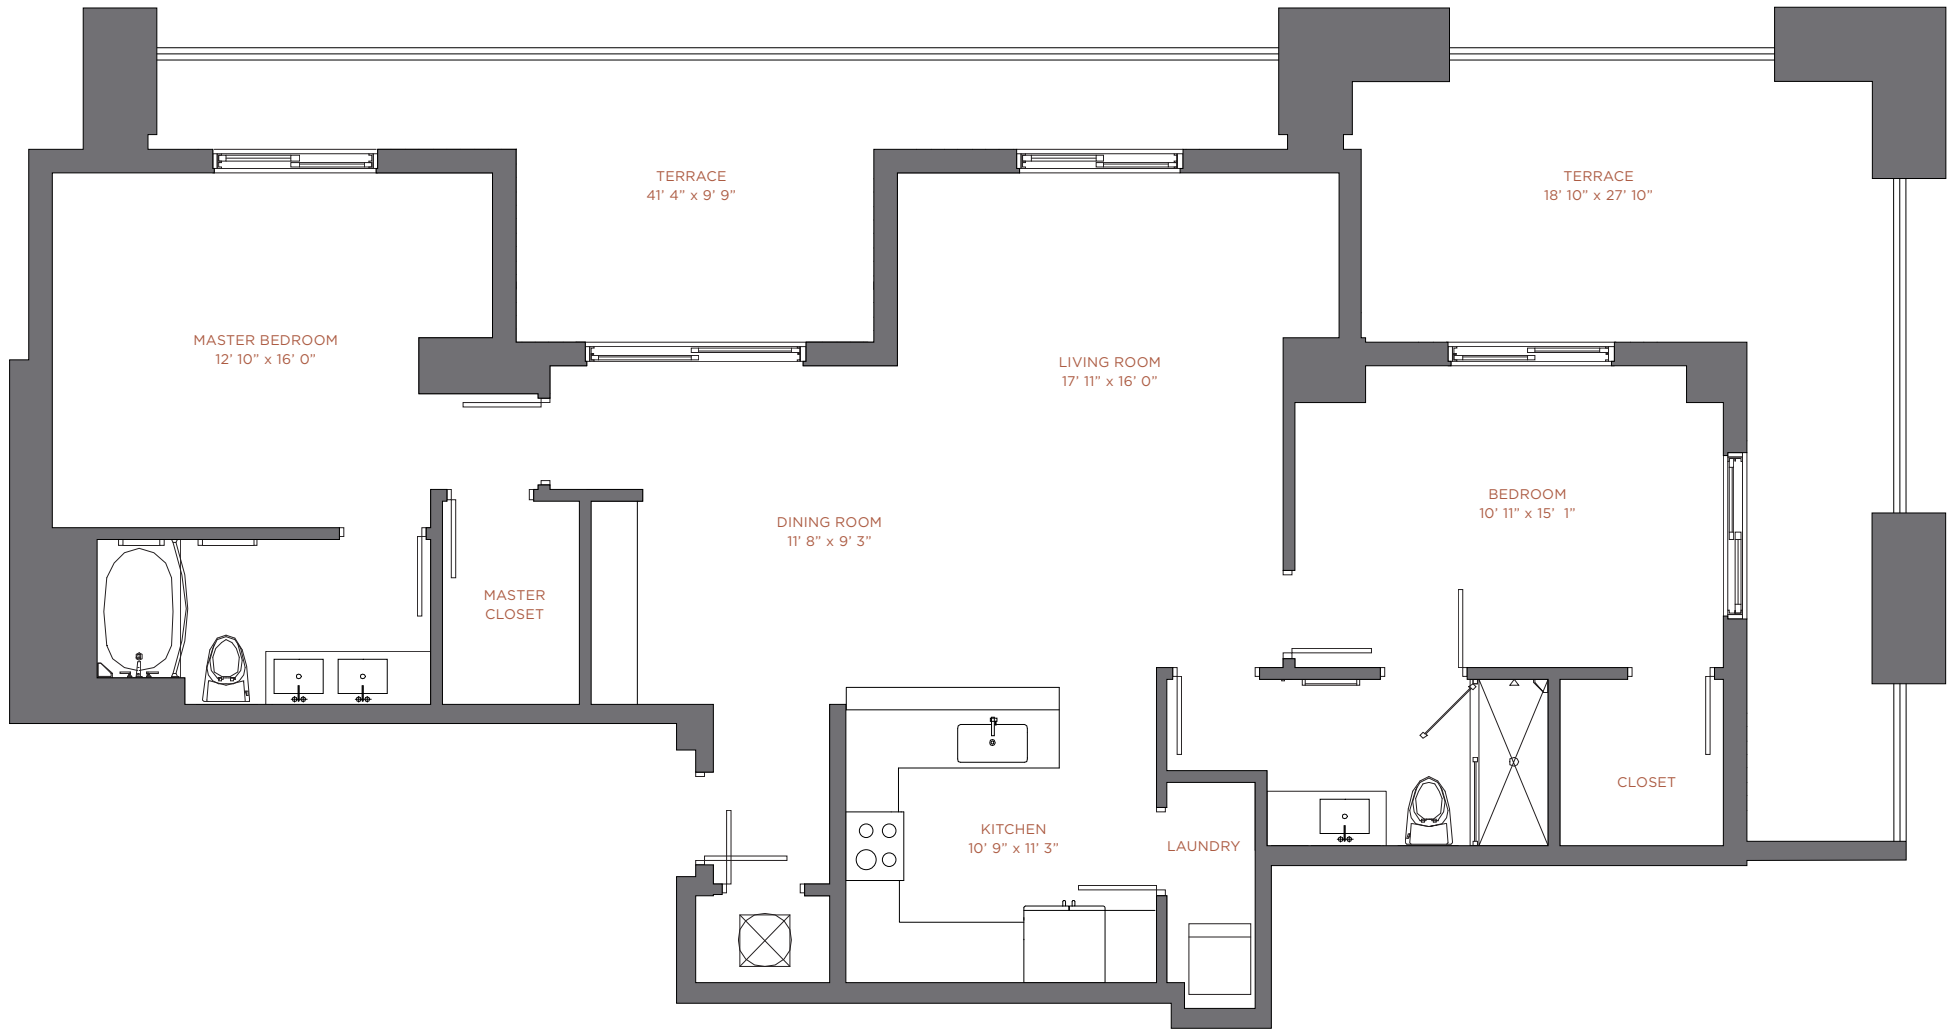 TERRACE
41’ 4” x 9’ 9”
TERRACE
18’ 10” x 27’ 10”
MASTER BEDROOM
12’ 10” x 16’ 0”
LIVING ROOM
17’ 11” x 16’ 0”
BEDROOM
10’ 11” x 15’ 1”
DINING ROOM
11’ 8” x 9’ 3”
MASTER
CLOSET
CLOSET
KITCHEN
10’ 9” x 11’ 3”
LAUNDRY